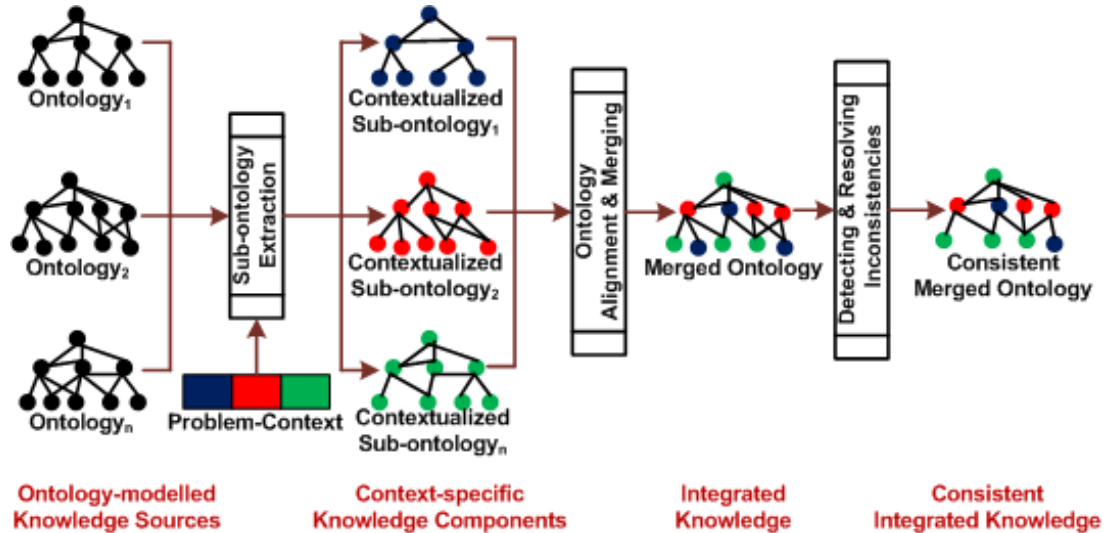 Ontology₁
Ontology₂
Ontologyₙ
Sub-ontology
Extraction
Problem-Context
Contextualized
Sub-ontology₁
Contextualized
Sub-ontology₂
Contextualized
Sub-ontologyₙ
Ontology
Alignment & Merging
Merged Ontology
Detecting & Resolving
Inconsistencies
Consistent
Merged Ontology
Ontology-modelled
Knowledge Sources
Context-specific
Knowledge Components
Integrated
Knowledge
Consistent
Integrated Knowledge